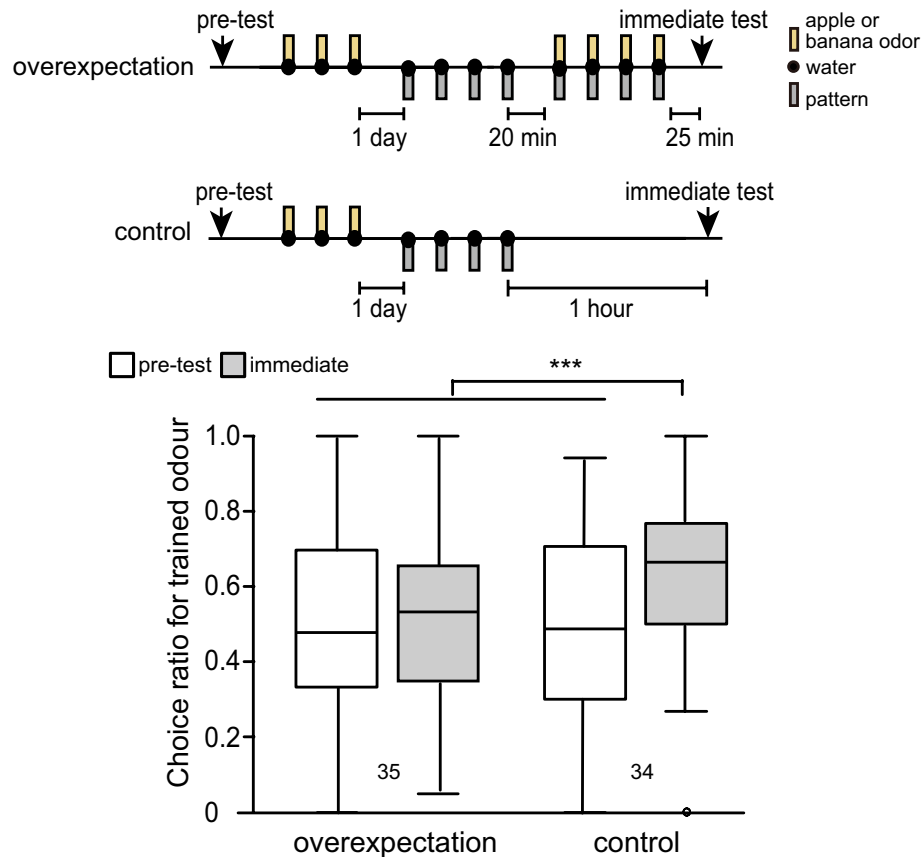 pre-test
immediate test
apple or
banana odor
overexpectation
water
pattern
1 day
20 min
25 min
pre-test
immediate test
control
1 day
1 hour
pre-test
immediate
***
Choice ratio for trained odour
1.0
0.8
0.6
0.4
0.2
0
35
34
overexpectation
control